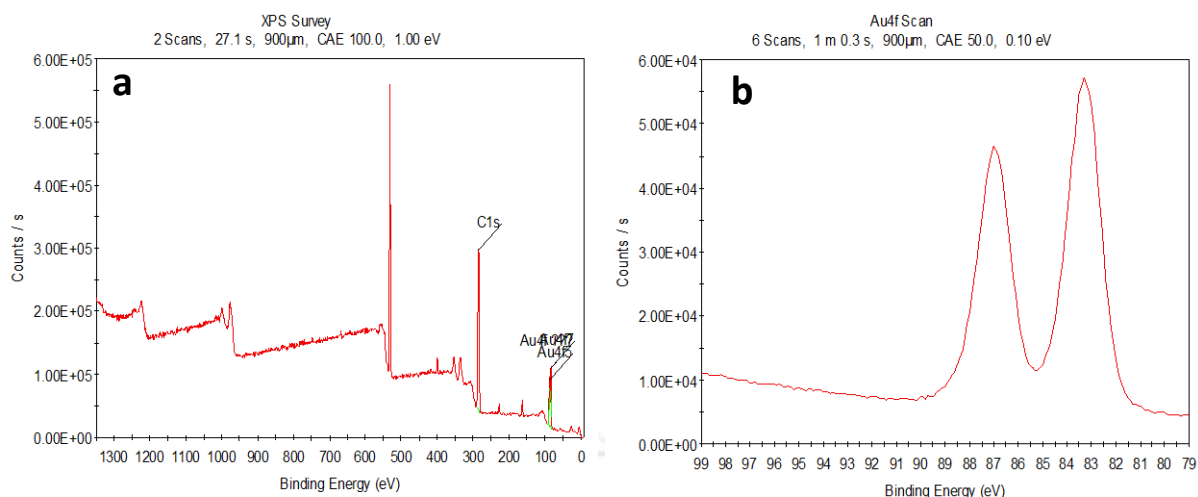 XPS Survey
2 Scans, 27.1 s, 900µm, CAE 100.0, 1.00 eV
a
6.00E+05
5.00E+05
4.00E+05
3.00E+05
2.00E+05
1.00E+05
0.00E+00
Counts / s
C1s
Au4f5
1300 1200 1100 1000 900 800 700 600 500 400 300 200 100 0
Binding Energy (eV)
Au4f Scan
6 Scans, 1 m 0.3 s, 900µm, CAE 50.0, 0.10 eV
b
6.00E+04
5.00E+04
4.00E+04
3.00E+04
2.00E+04
1.00E+04
0.00E+00
Counts / s
99 98 97 96 95 94 93 92 91 90 88 87 86 85 83 82 81 80 79
Binding Energy (eV)